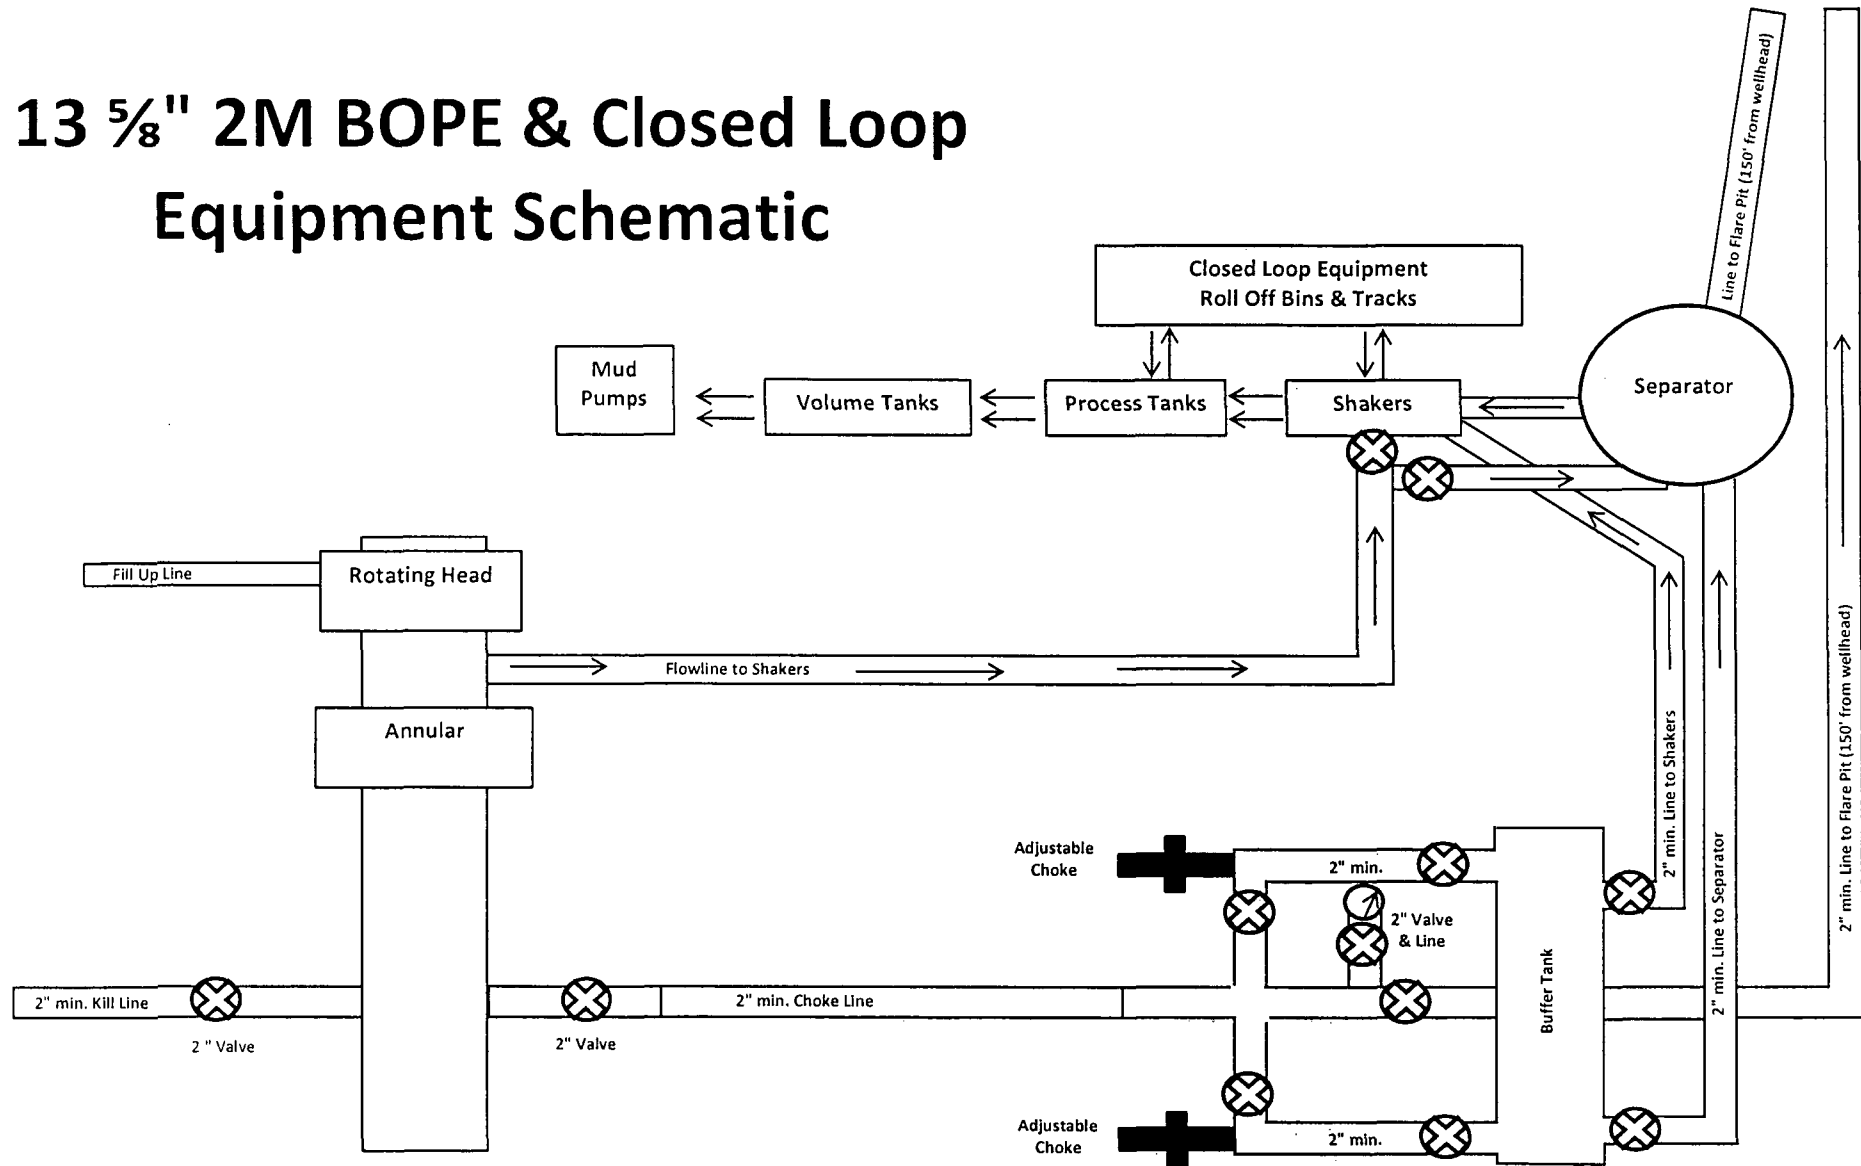 13 ⅝" 2M BOPE & Closed Loop
Equipment Schematic
Line to Flare Pit (150' from wellhead)
Closed Loop Equipment
Roll Off Bins & Tracks
Mud
Pumps
Volume Tanks
Process Tanks
Shakers
Separator
Fill Up Line
Rotating Head
Flowline to Shakers
Annular
2" min. Line to Shakers
2" min. Line to Separator
2" min. Line to Flare Pit (150' from wellhead)
Adjustable
Choke
2" min.
2" Valve
& Line
Buffer Tank
2" min. Kill Line
2" min. Choke Line
2 " Valve
2" Valve
Adjustable
Choke
2" min.